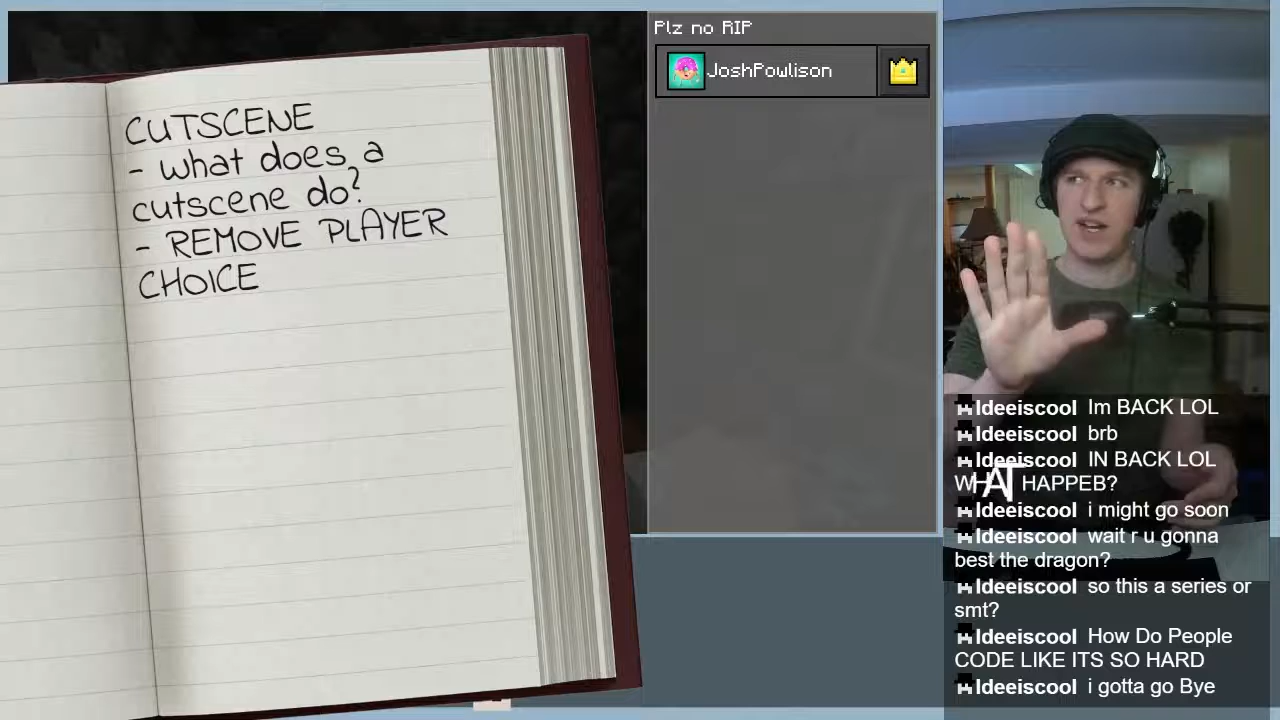 CUTSCENE
- what does a
cutscene do?
- REMOVE PLAYER
CHOICE
Plz no RIP
JoshPowlison
Ideeiscool Im BACK LOL
Ideeiscool brb
Ideeiscool IN BACK LOL
WHAT HAPPEB?
Ideeiscool i might go soon
Ideeiscool wait r u gonna
best the dragon?
Ideeiscool so this a series or
smt?
Ideeiscool How Do People
CODE LIKE ITS SO HARD
Ideeiscool i gotta go Bye